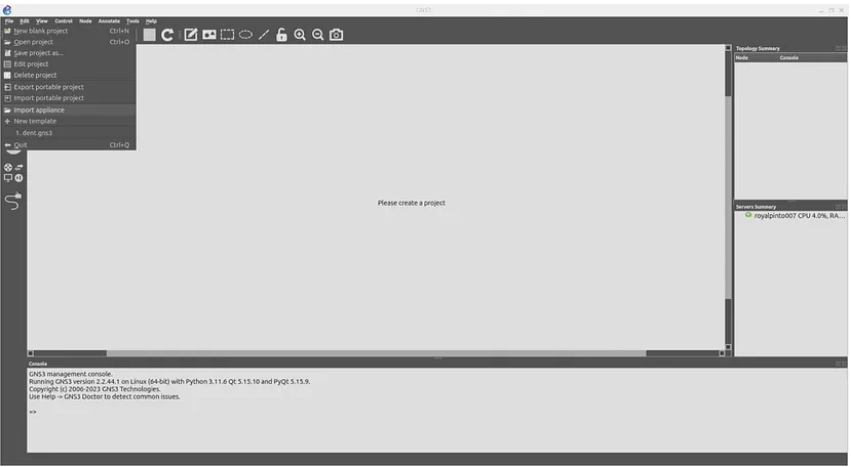 GNS3
File Edit View Control Node Annotate Tools Help
New blank project Ctrl+N
Open project Ctrl+O
Save project as...
Edit project
Delete project
Export portable project
Import portable project
Import appliance
New template
1. dent.gns3
Quit Ctrl+Q
Please create a project
Topology Summary
Node Console
Servers Summary
royalpinto007 CPU 4.0%, RA...
Console
GNS3 management console.
Running GNS3 version 2.2.44.1 on Linux (64-bit) with Python 3.11.6 Qt 5.15.10 and PyQt 5.15.9.
Copyright (c) 2006-2023 GNS3 Technologies.
Use Help -> GNS3 Doctor to detect common issues.
=>